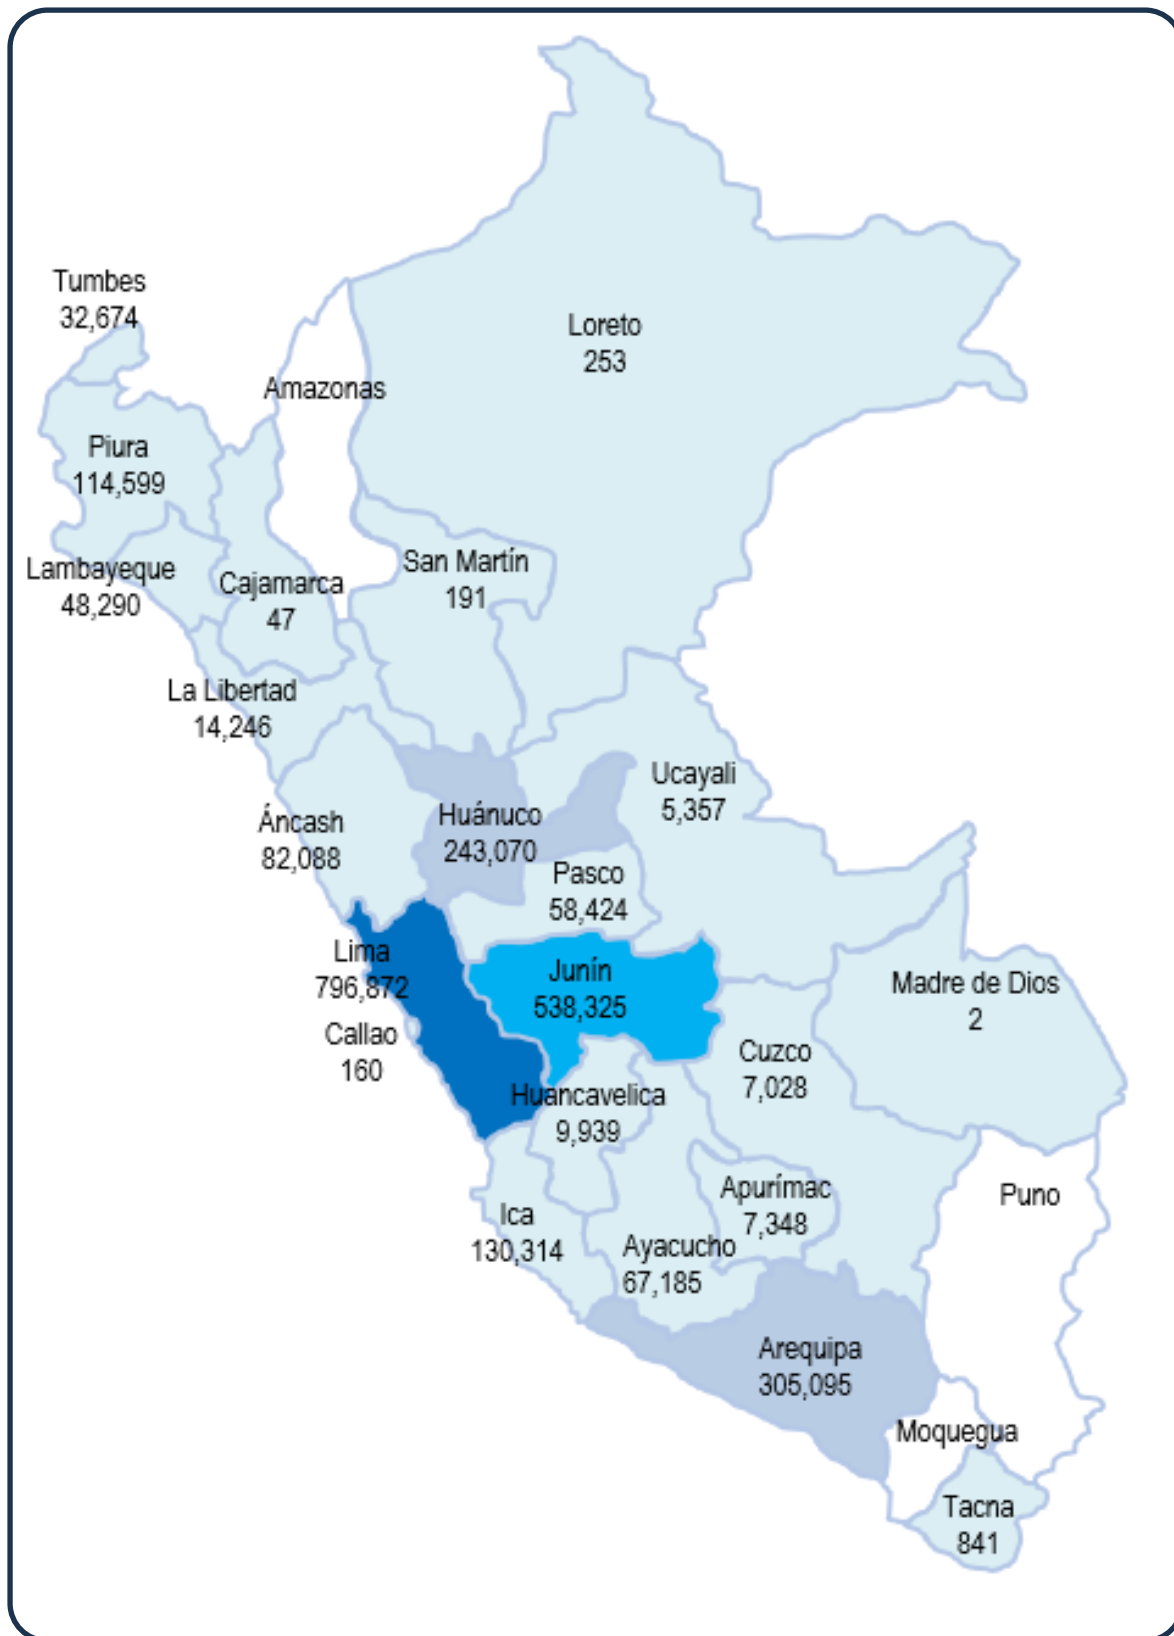 Tumbes
32,674
Loreto
253
Amazonas
Piura
114,599
San Martín
191
Lambayeque
48,290
Cajamarca
47
La Libertad
14,246
Ucayali
5,357
Huánuco
243,070
Áncash
82,088
Pasco
58,424
Lima
796,872
Junín
538,325
Madre de Dios
2
Callao
160
Cuzco
7,028
Huancavelica
9,939
Apurímac
7,348
Puno
Ica
130,314
Ayacucho
67,185
Arequipa
305,095
Moquegua
Tacna
841